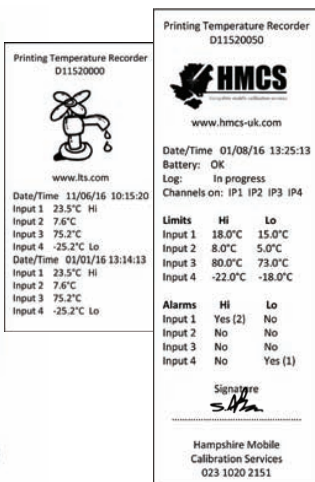 Printing Temperature Recorder
D11520000
www.lts.com
Date/Time 11/06/16 10:15:20
Input 1 23.5°C Hi
Input 2 7.6°C
Input 3 75.2°C
Input 4 -25.2°C Lo
Date/Time 01/01/16 13:14:13
Input 1 23.5°C Hi
Input 2 7.6°C
Input 3 75.2°C
Input 4 -25.2°C Lo
Printing Temperature Recorder
D11520050
HMCS
www.hmcs-uk.com
Date/Time 01/08/16 13:25:13
Battery: OK
Log: In progress
Channels on: IP1 IP2 IP3 IP4
Limits Hi Lo
Input 1 18.0°C 15.0°C
Input 2 8.0°C 5.0°C
Input 3 80.0°C 73.0°C
Input 4 -22.0°C -18.0°C
Alarms Hi Lo
Input 1 Yes (2) No
Input 2 No No
Input 3 No No
Input 4 No Yes (1)
Signature
Hampshire Mobile
Calibration Services
023 1020 2151